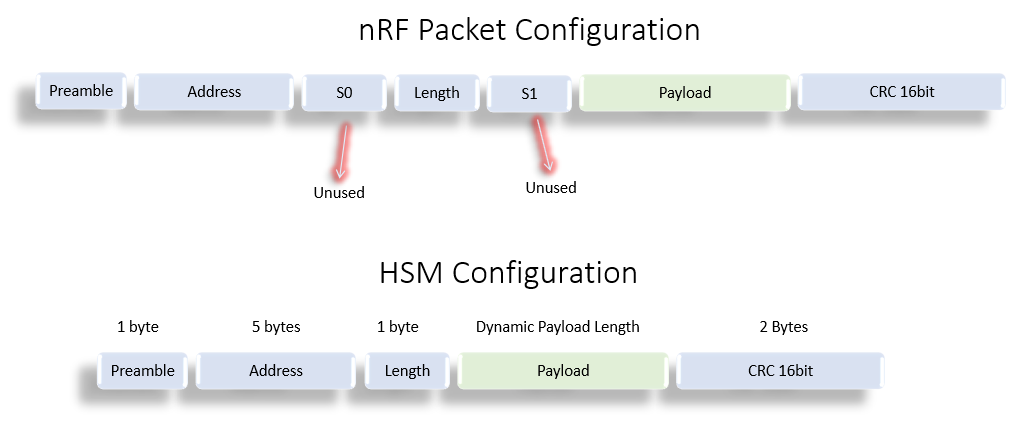 nRF Packet Configuration
Preamble Address S0 Length S1 Payload CRC 16bit
Unused Unused
HSM Configuration
1 byte 5 bytes 1 byte Dynamic Payload Length 2 Bytes
Preamble Address Length Payload CRC 16bit